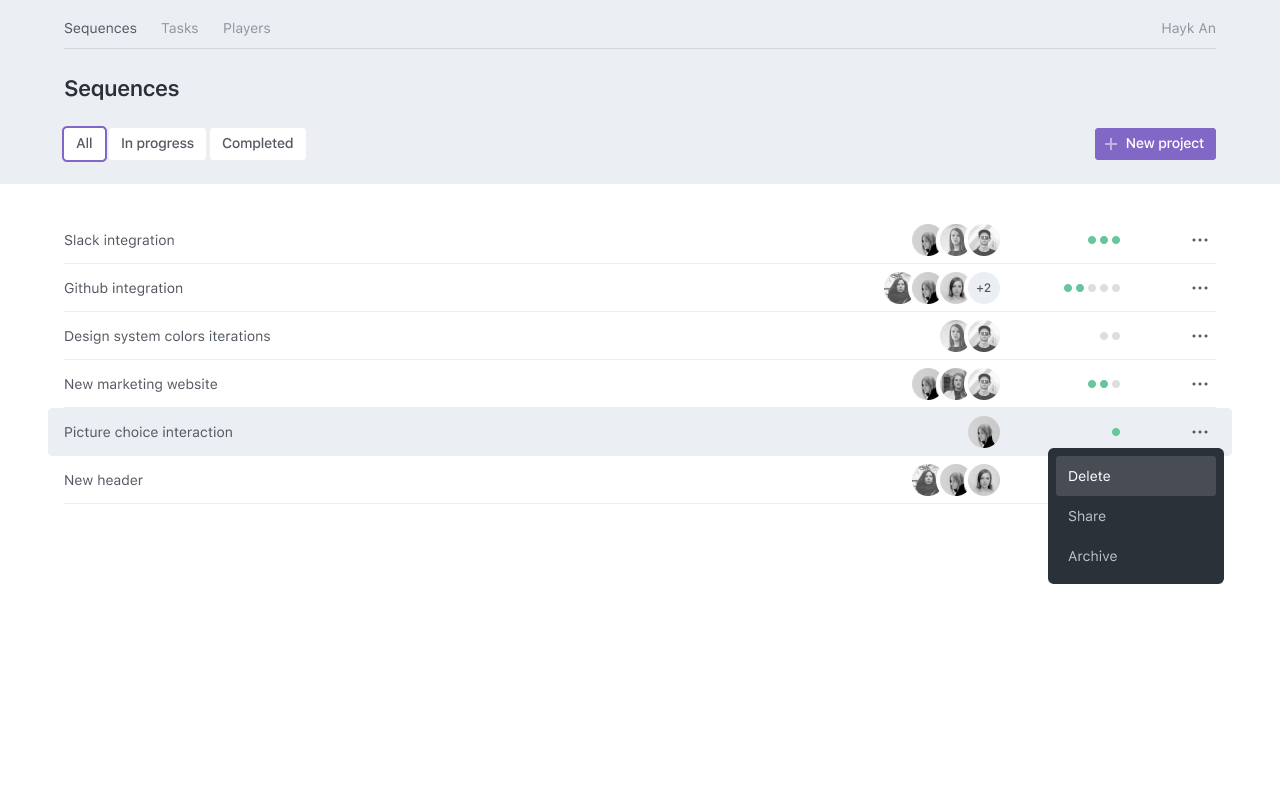 Sequences Tasks Players Hayk An
Sequences
All In progress Completed + New project
Slack integration
Github integration +2
Design system colors iterations
New marketing website
Picture choice interaction
Delete
New header
Share
Archive